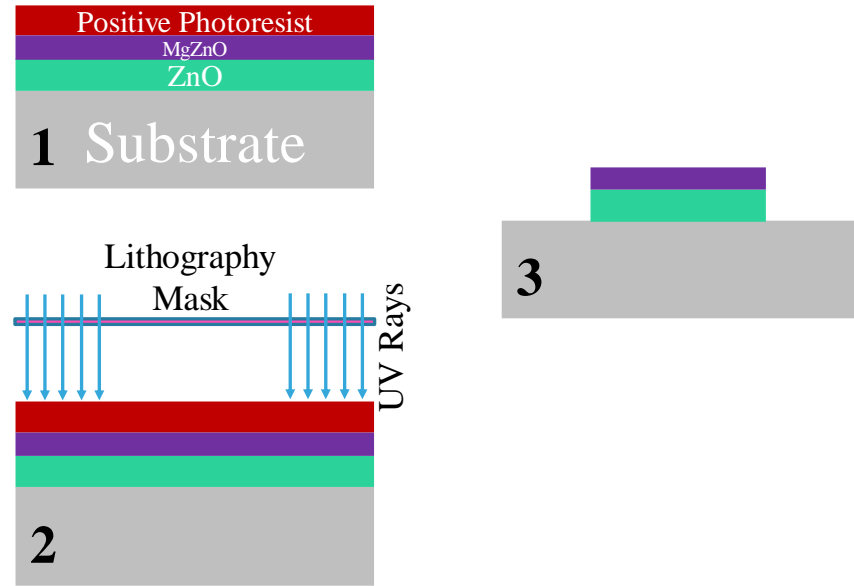 Positive Photoresist
MgZnO
ZnO
1 Substrate
Lithography
Mask
UV Rays
2
3